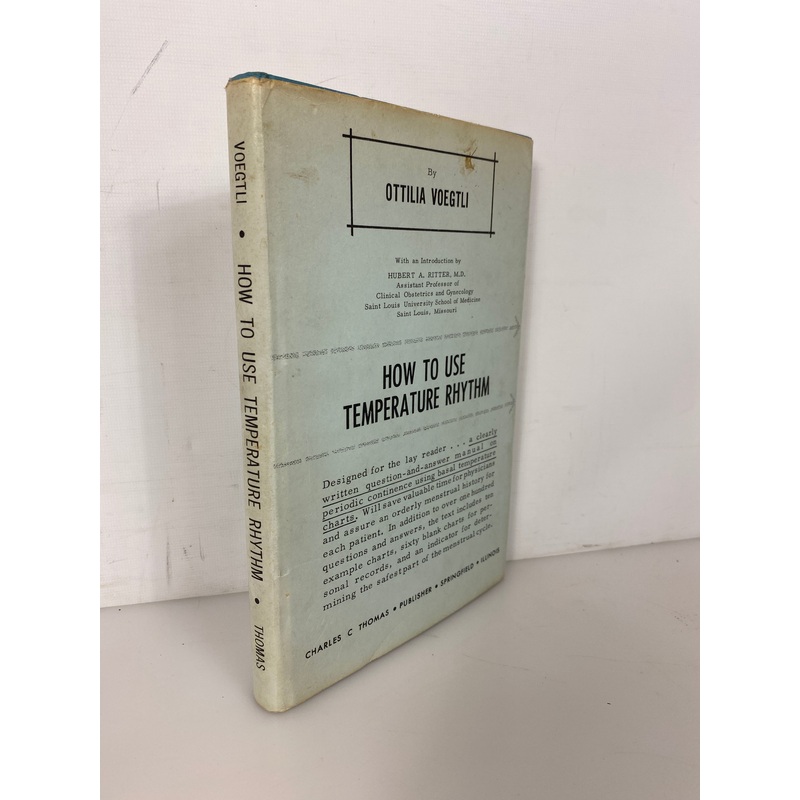 VOEGTLI • HOW TO USE TEMPERATURE RHYTHM • THOMAS
By
OTTILIA VOEGTLI
With an Introduction by
HUBERT A. RITTER, M.D.
Assistant Professor of
Clinical Obstetrics and Gynecology
Saint Louis University School of Medicine
Saint Louis, Missouri
HOW TO USE
TEMPERATURE RHYTHM
Designed for the lay reader . . . a clearly
written question-and-answer manual on
periodic continence using basal temperature
charts. Will save valuable time for physicians
and assure an orderly menstrual history for
each patient. In addition to over one hundred
questions and answers, the text includes ten
example charts, sixty blank charts for per-
sonal records, and an indicator for deter-
mining the safest part of the menstrual cycle.
CHARLES C THOMAS • PUBLISHER • SPRINGFIELD • ILLINOIS